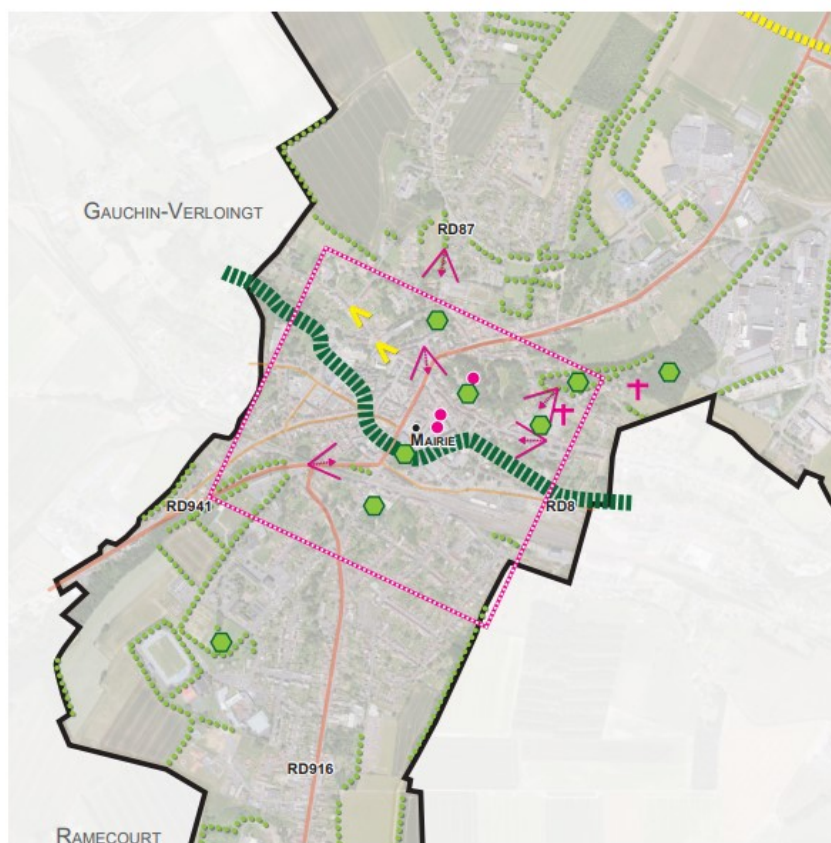 GAUCHIN-VERLOINGT
RD87
MAIRIE
RD941
RD8
RD916
RAMECOURT